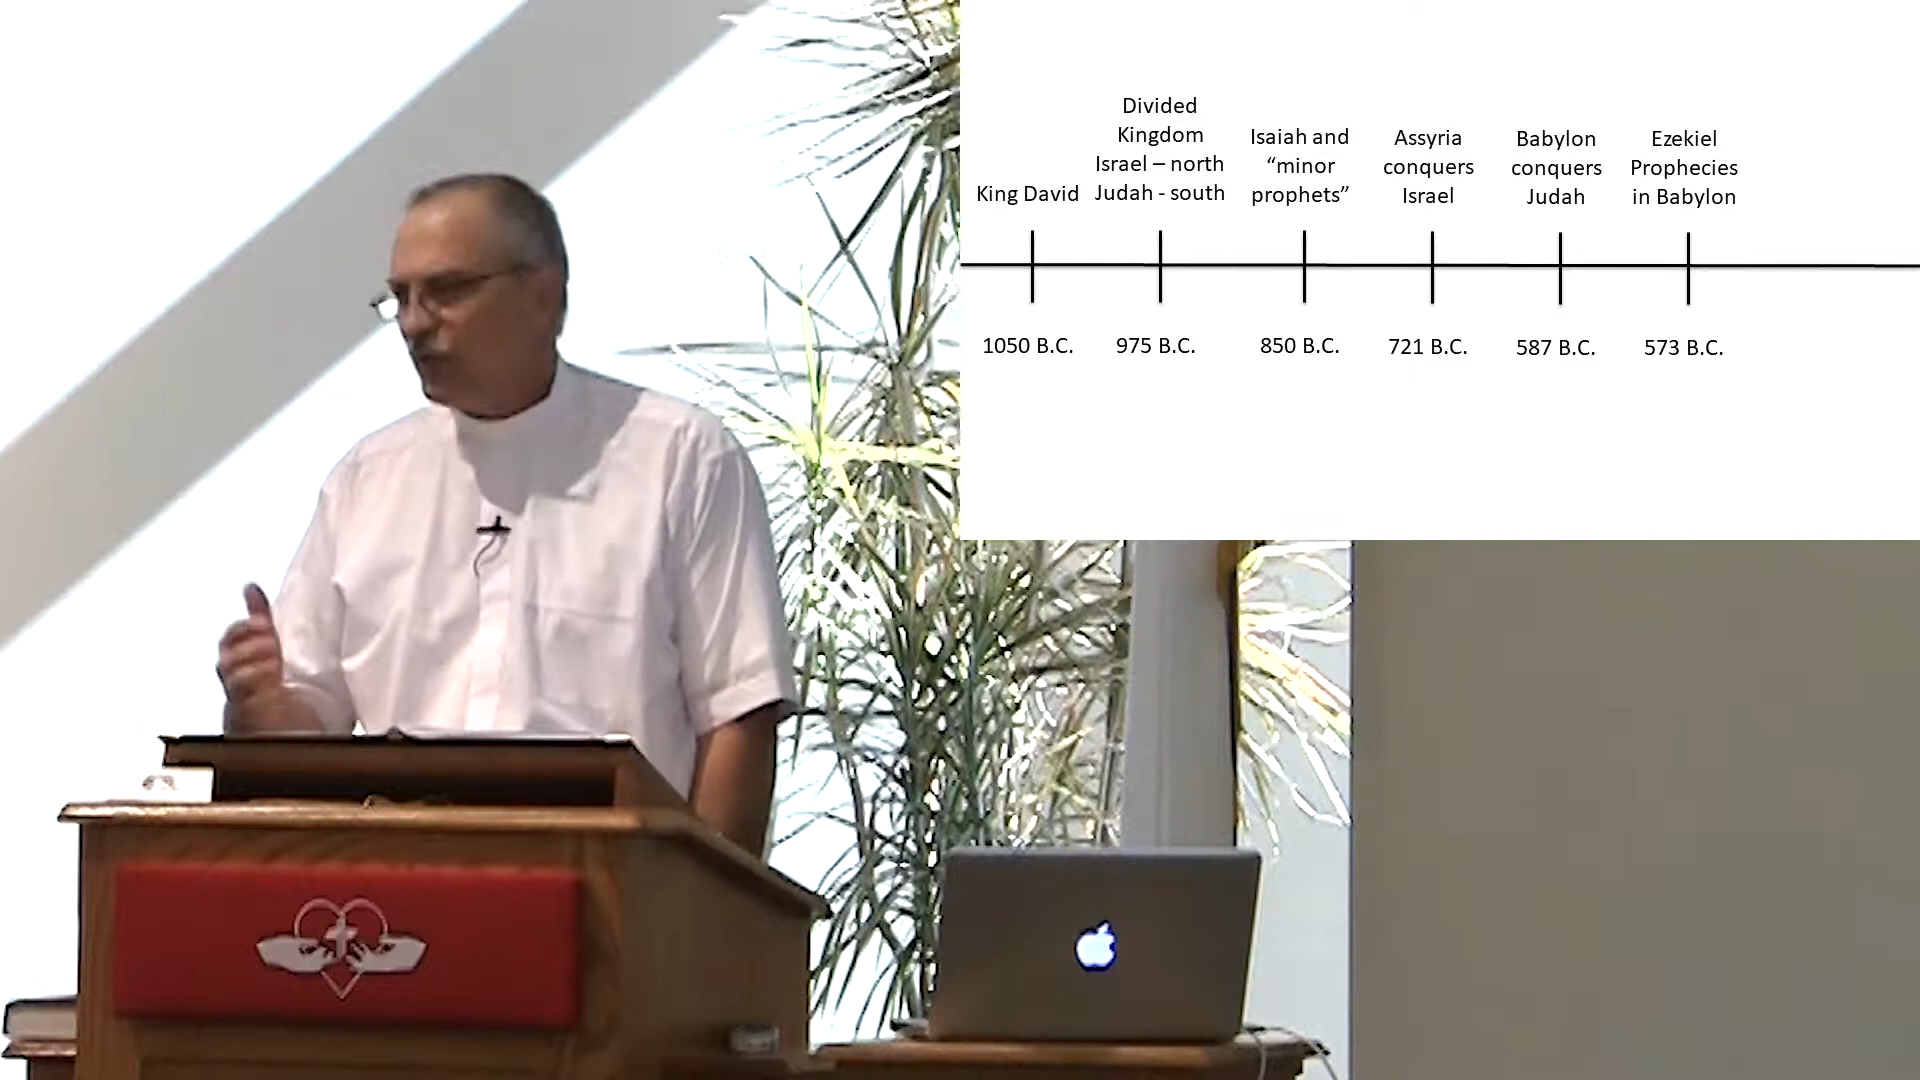 King David
Divided
Kingdom
Israel – north
Judah - south
Isaiah and
“minor
prophets”
Assyria
conquers
Israel
Babylon
conquers
Judah
Ezekiel
Prophecies
in Babylon
1050 B.C.
975 B.C.
850 B.C.
721 B.C.
587 B.C.
573 B.C.